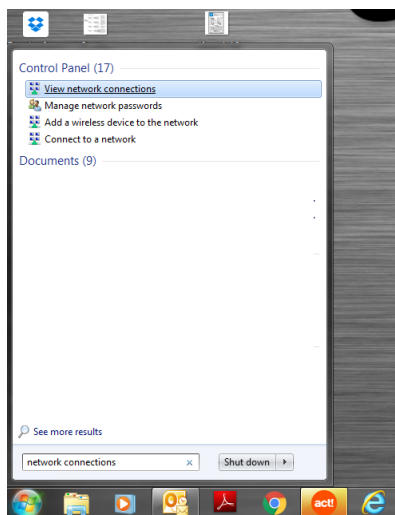 Control Panel (17)
View network connections
Manage network passwords
Add a wireless device to the network
Connect to a network
Documents (9)
See more results
network connections
Shut down
act!